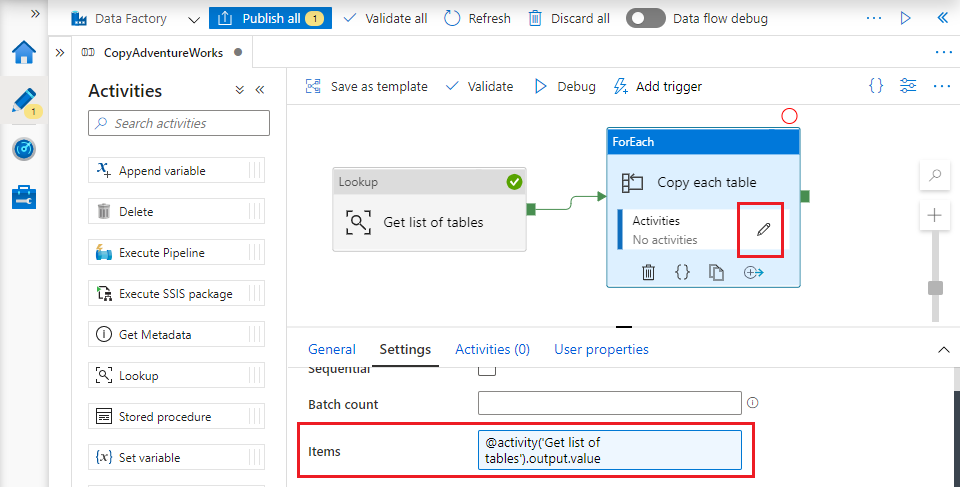 Data Factory
Publish all 1
Validate all
Refresh
Discard all
Data flow debug
CopyAdventureWorks
1
Activities
Search activities
Append variable
Delete
Execute Pipeline
Execute SSIS package
Get Metadata
Lookup
Stored procedure
Set variable
Save as template
Validate
Debug
Add trigger
Lookup
Get list of tables
ForEach
Copy each table
Activities
No activities
General
Settings
Activities (0)
User properties
Sequential
Batch count
Items
@activity('Get list of
tables').output.value